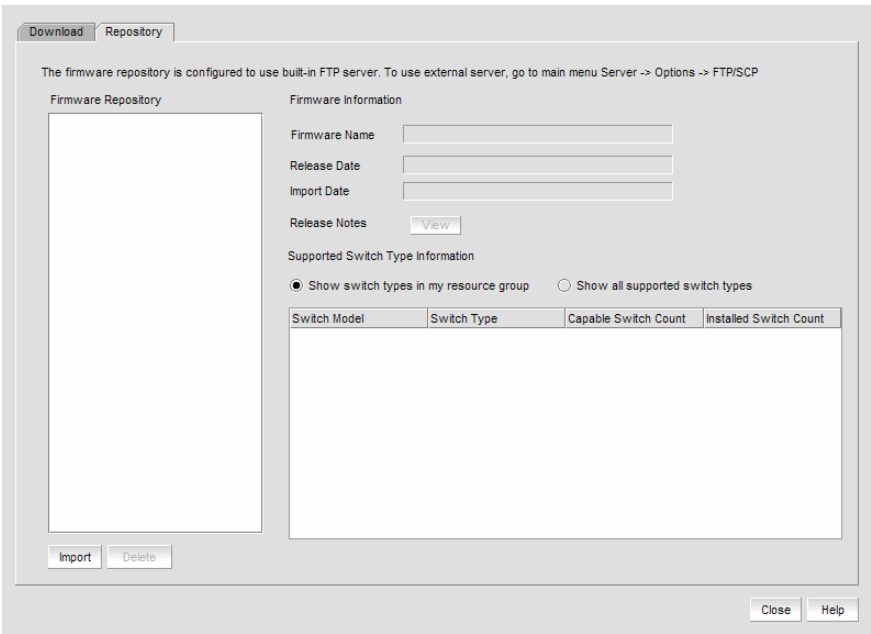 Download Repository
The firmware repository is configured to use built-in FTP server. To use external server, go to main menu Server -> Options -> FTP/SCP
Firmware Repository
Firmware Information
Firmware Name
Release Date
Import Date
Release Notes View
Supported Switch Type Information
Show switch types in my resource group Show all supported switch types
Switch Model Switch Type Capable Switch Count Installed Switch Count
Import Delete
Close Help